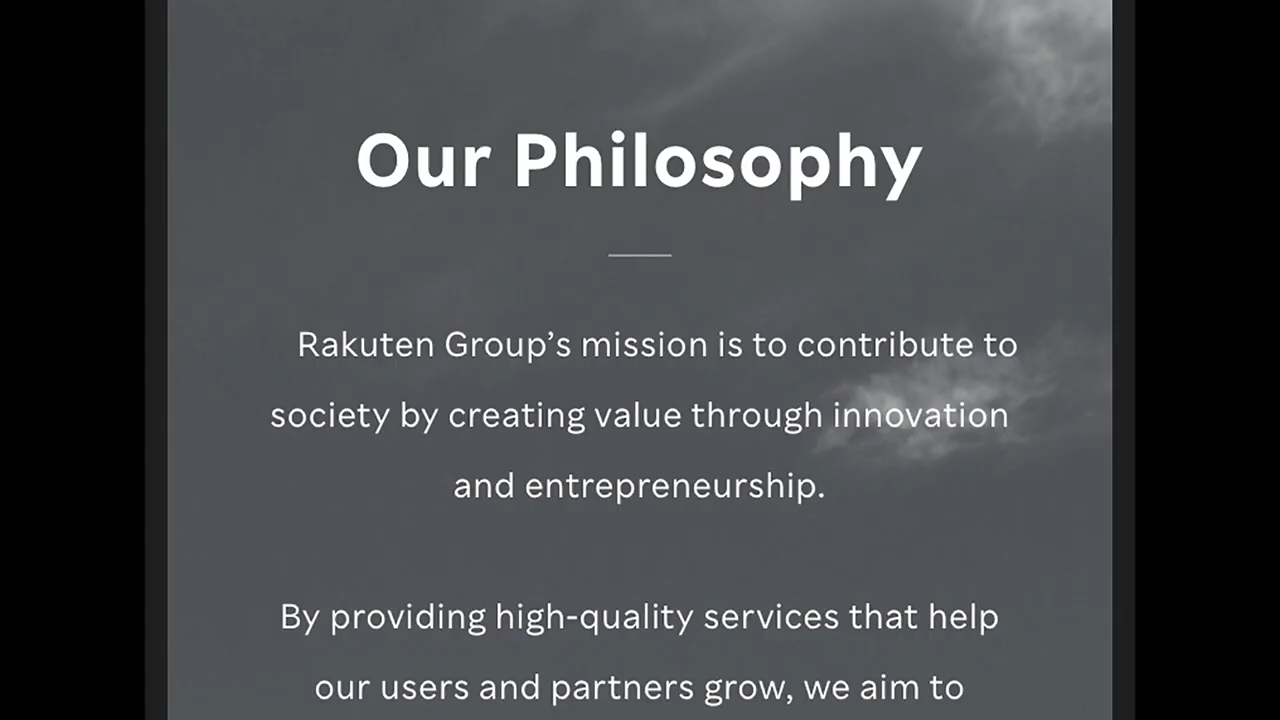 Our Philosophy
Rakuten Group’s mission is to contribute to
society by creating value through innovation
and entrepreneurship.
By providing high-quality services that help
our users and partners grow, we aim to